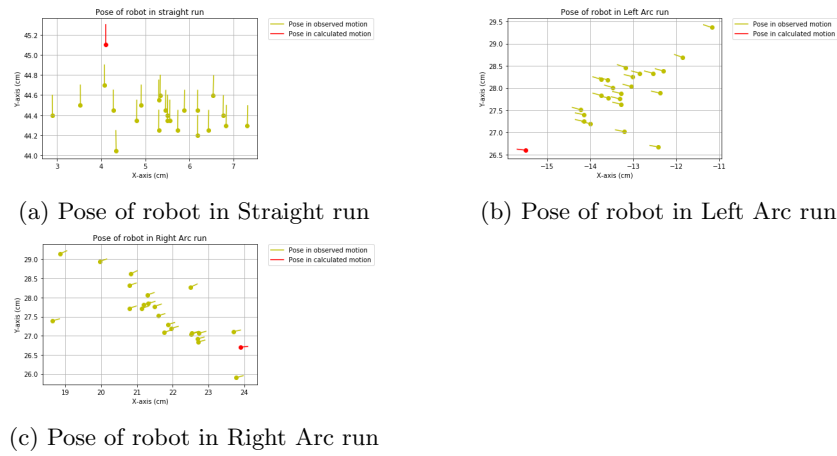 Pose of robot in straight run
Pose in observed motion
Pose in calculated motion
45.2
45.0
44.8
44.6
44.4
44.2
44.0
Y-axis (cm)
3 4 5 6 7
X-axis (cm)
(a) Pose of robot in Straight run
Pose of robot in Left Arc run
Pose in observed motion
Pose in calculated motion
29.5
29.0
28.5
28.0
27.5
27.0
26.5
Y-axis (cm)
−15 −14 −13 −12 −11
X-axis (cm)
(b) Pose of robot in Left Arc run
Pose of robot in Right Arc run
Pose in observed motion
Pose in calculated motion
29.0
28.5
28.0
27.5
27.0
26.5
26.0
Y-axis (cm)
19 20 21 22 23 24
X-axis (cm)
(c) Pose of robot in Right Arc run